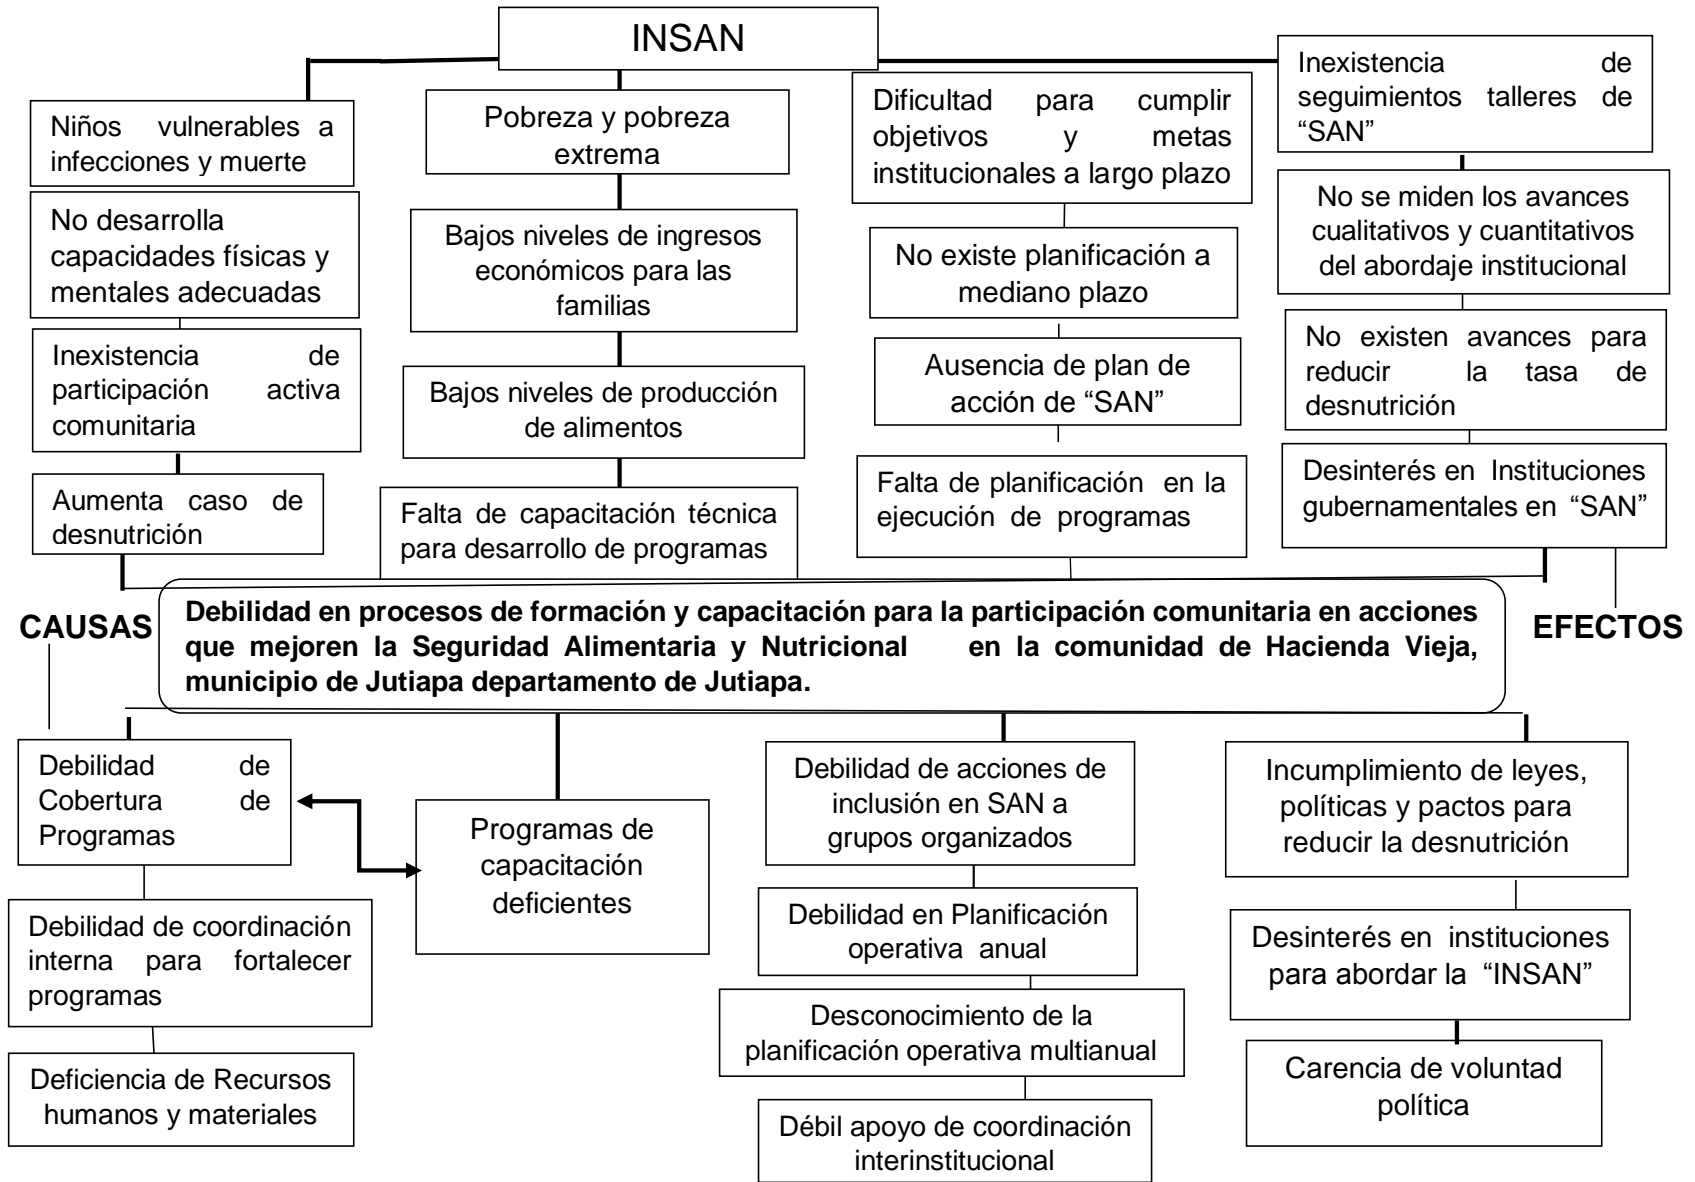 INSAN
Niños vulnerables a
infecciones y muerte
No desarrolla
capacidades físicas y
mentales adecuadas
Inexistencia de
participación activa
comunitaria
Aumenta caso de
desnutrición
Pobreza y pobreza
extrema
Bajos niveles de ingresos
económicos para las
familias
Bajos niveles de producción
de alimentos
Falta de capacitación técnica
para desarrollo de programas
Dificultad para cumplir
objetivos y metas
institucionales a largo plazo
No existe planificación a
mediano plazo
Ausencia de plan de
acción de “SAN”
Falta de planificación en la
ejecución de programas
Inexistencia de
seguimientos talleres de
“SAN”
No se miden los avances
cualitativos y cuantitativos
del abordaje institucional
No existen avances para
reducir la tasa de
desnutrición
Desinterés en Instituciones
gubernamentales en “SAN”
CAUSAS
Debilidad en procesos de formación y capacitación para la participación comunitaria en acciones
que mejoren la Seguridad Alimentaria y Nutricional en la comunidad de Hacienda Vieja,
municipio de Jutiapa departamento de Jutiapa.
EFECTOS
Debilidad de
Cobertura de
Programas
Debilidad de coordinación
interna para fortalecer
programas
Deficiencia de Recursos
humanos y materiales
Programas de
capacitación
deficientes
Debilidad de acciones de
inclusión en SAN a
grupos organizados
Debilidad en Planificación
operativa anual
Desconocimiento de la
planificación operativa multianual
Débil apoyo de coordinación
interinstitucional
Incumplimiento de leyes,
políticas y pactos para
reducir la desnutrición
Desinterés en instituciones
para abordar la “INSAN”
Carencia de voluntad
política